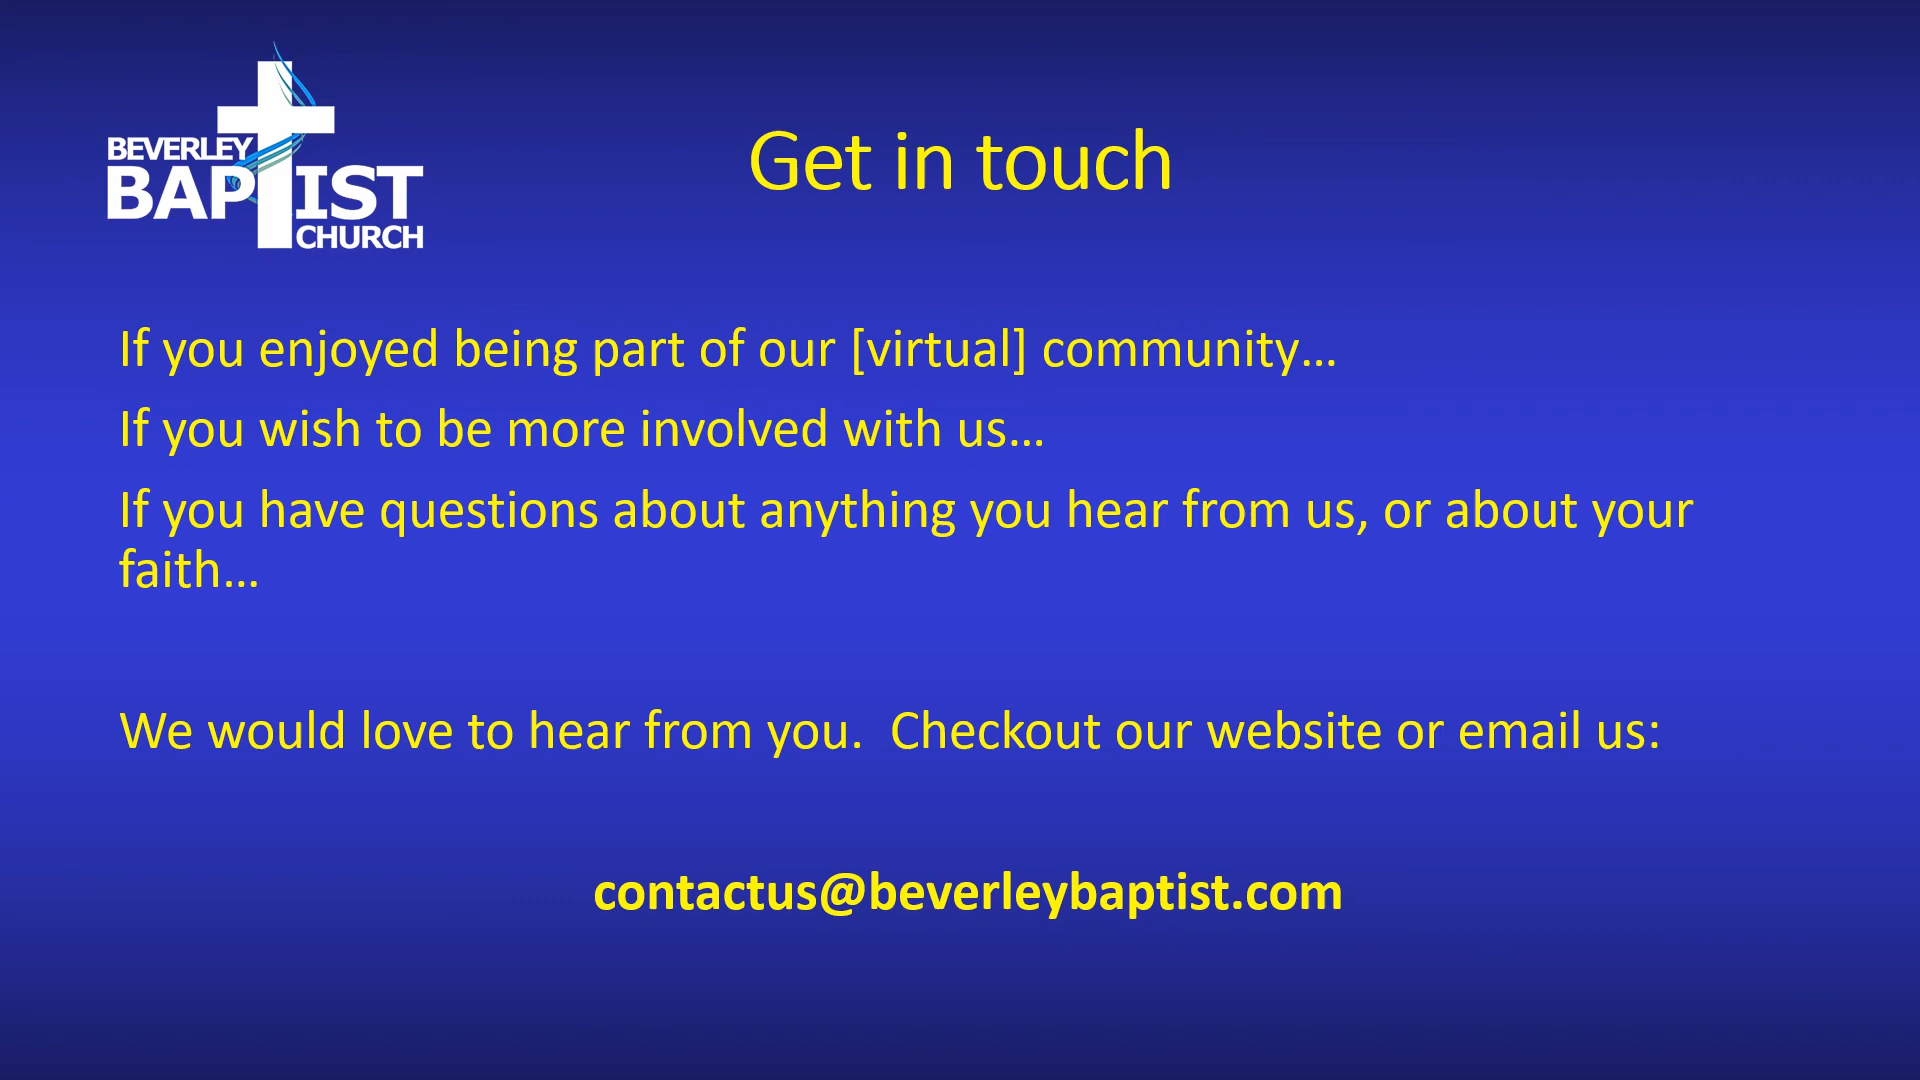 BEVERLEY
BAPTIST
CHURCH
Get in touch
If you enjoyed being part of our [virtual] community…
If you wish to be more involved with us…
If you have questions about anything you hear from us, or about your
faith…
We would love to hear from you.  Checkout our website or email us:
contactus@beverleybaptist.com